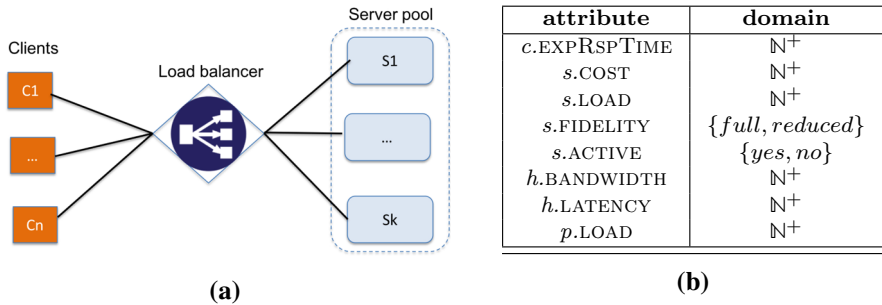 Clients
C1
...
Cn
Load balancer
Server pool
S1
...
Sk
(a)
attribute domain
c.EXPRSPTIME ℕ+
s.COST ℕ+
s.LOAD ℕ+
s.FIDELITY {full, reduced}
s.ACTIVE {yes, no}
h.BANDWIDTH ℕ+
h.LATENCY ℕ+
p.LOAD ℕ+
(b)